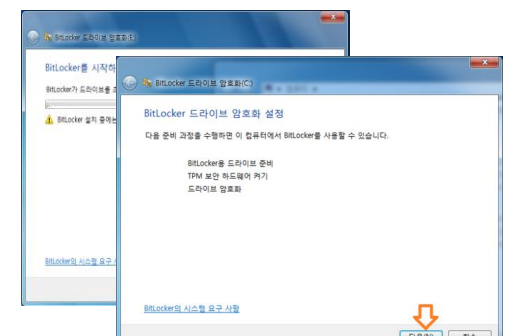 BitLocker 드라이브 암호화(E:)
BitLocker를 시작하
BitLocker가 드라이브를
BitLocker 설치 중에는
BitLocker의 시스템 요구
BitLocker 드라이브 암호화(C:)
BitLocker 드라이브 암호화 설정
다음 준비 과정을 수행하면 이 컴퓨터에서 BitLocker를 사용할 수 있습니다.
BitLocker용 드라이브 준비
TPM 보안 하드웨어 켜기
드라이브 암호화
BitLocker의 시스템 요구 사항